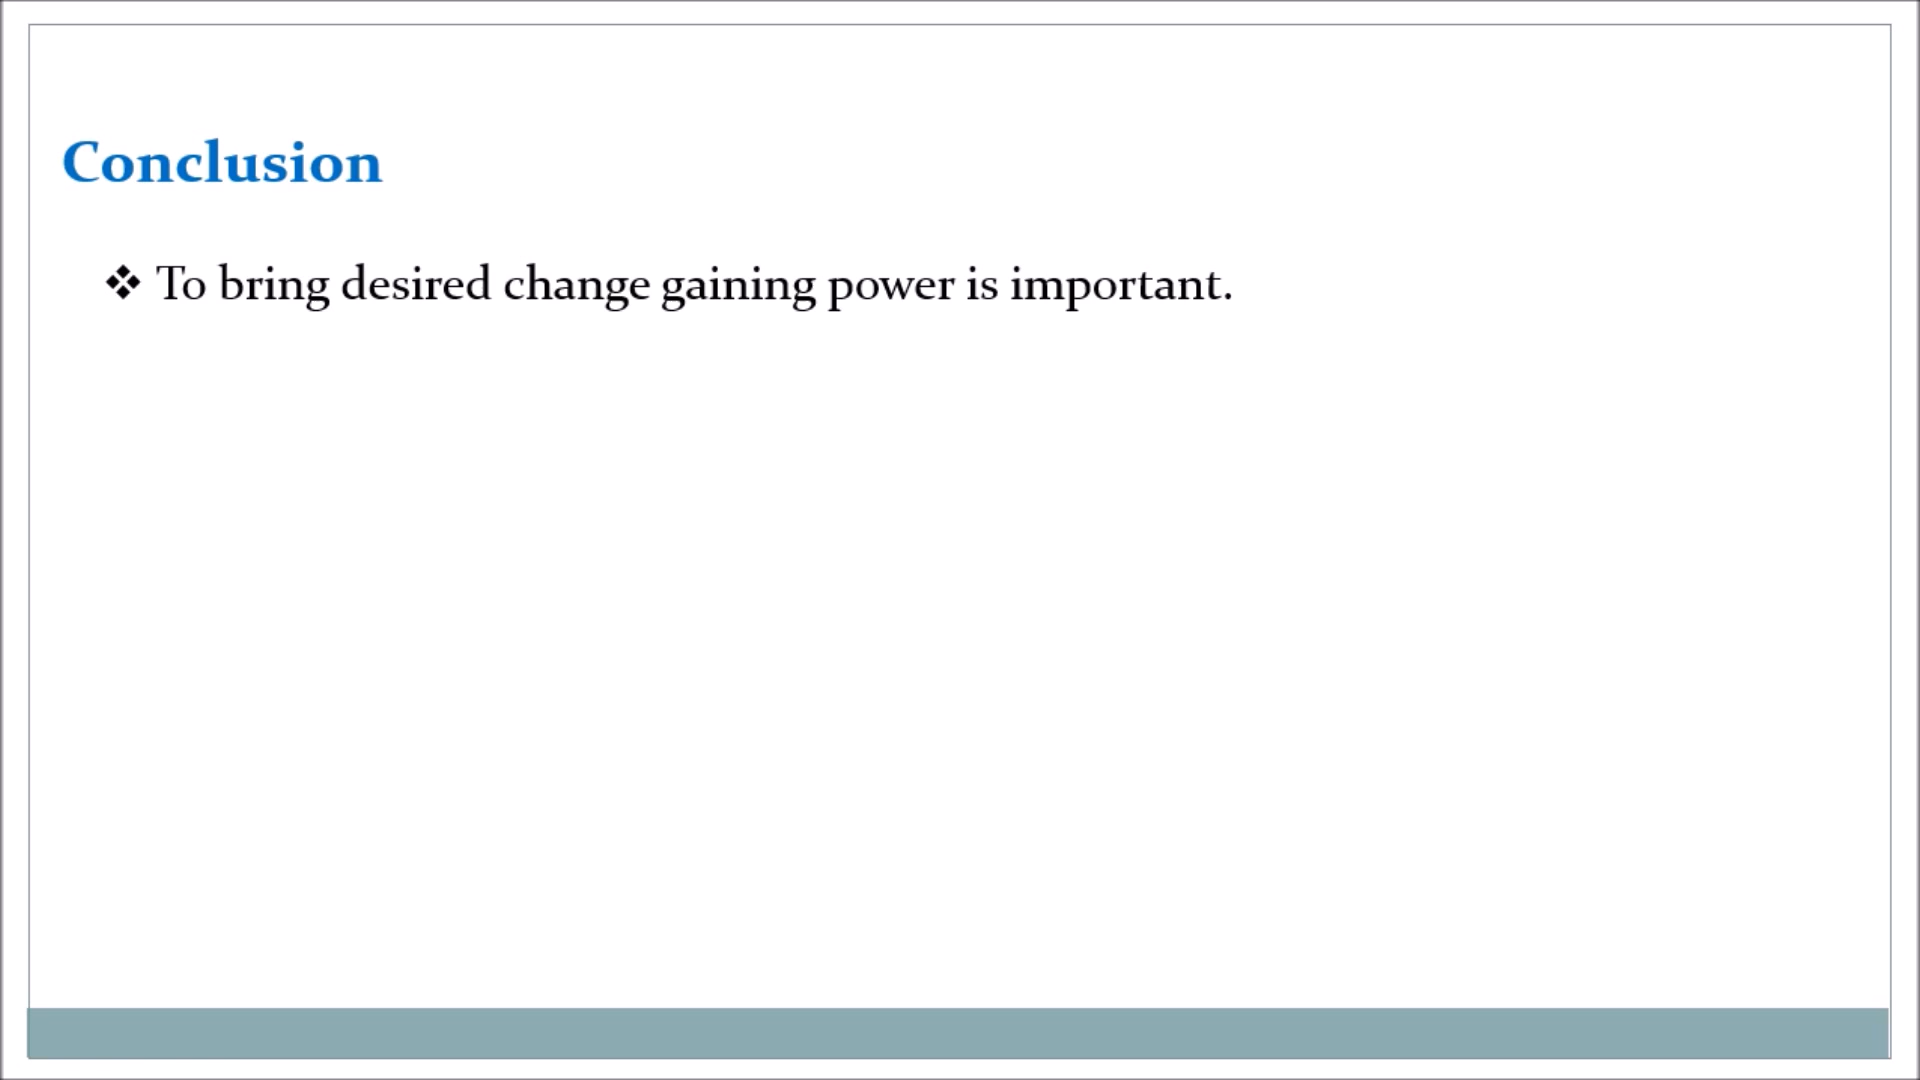 Conclusion
❖ To bring desired change gaining power is important.